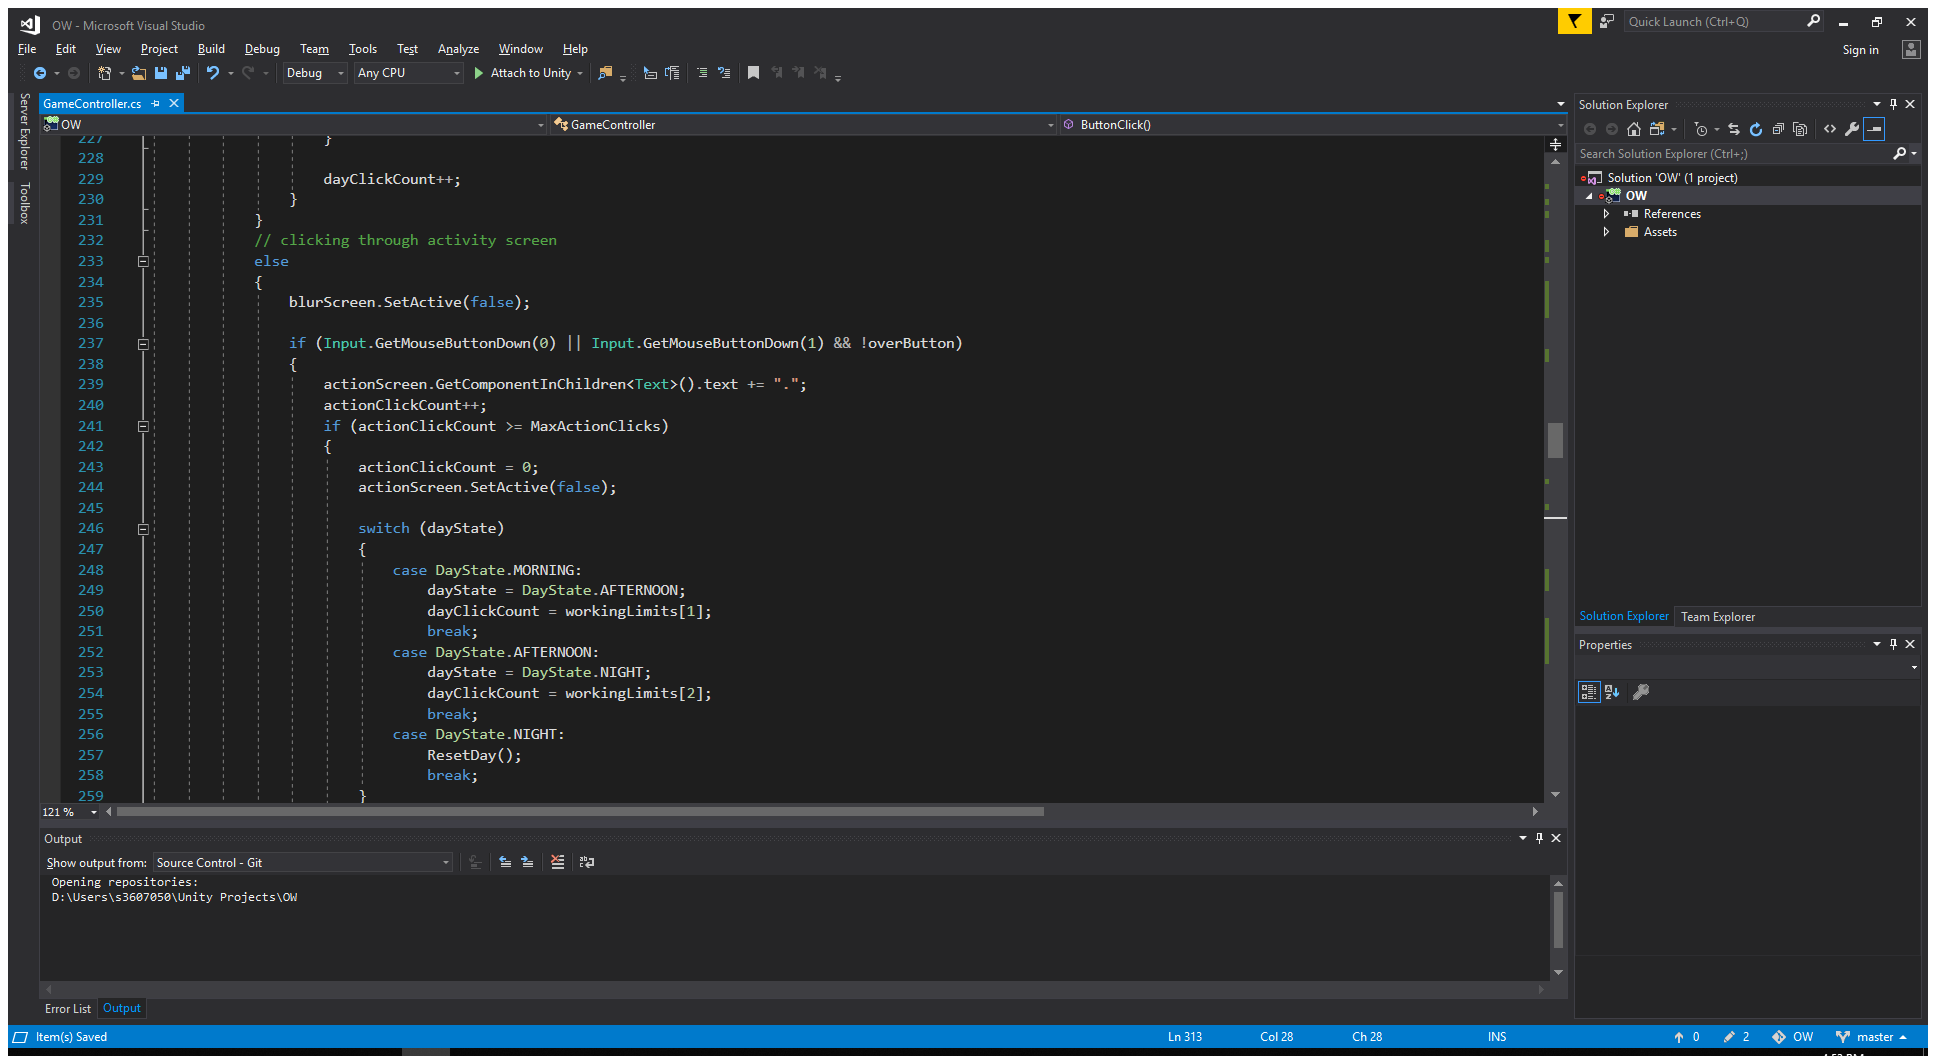 OW - Microsoft Visual Studio
Quick Launch (Ctrl+Q)
File Edit View Project Build Debug Team Tools Test Analyze Window Help
Sign in
Debug Any CPU Attach to Unity
Server Explorer
Toolbox
GameController.cs
OW GameController ButtonClick()
227 }
228
229 dayClickCount++;
230 }
231 }
232 // clicking through activity screen
233 else
234 {
235 blurScreen.SetActive(false);
236
237 if (Input.GetMouseButtonDown(0) || Input.GetMouseButtonDown(1) && !overButton)
238 {
239 actionScreen.GetComponentInChildren<Text>().text += ".";
240 actionClickCount++;
241 if (actionClickCount >= MaxActionClicks)
242 {
243 actionClickCount = 0;
244 actionScreen.SetActive(false);
245
246 switch (dayState)
247 {
248 case DayState.MORNING:
249 dayState = DayState.AFTERNOON;
250 dayClickCount = workingLimits[1];
251 break;
252 case DayState.AFTERNOON:
253 dayState = DayState.NIGHT;
254 dayClickCount = workingLimits[2];
255 break;
256 case DayState.NIGHT:
257 ResetDay();
258 break;
259 }
121 %
Output
Show output from: Source Control - Git
Opening repositories:
D:\Users\s3607050\Unity Projects\OW
Error List Output
Solution Explorer
Search Solution Explorer (Ctrl+;)
Solution 'OW' (1 project)
OW
References
Assets
Solution Explorer Team Explorer
Properties
Item(s) Saved Ln 313 Col 28 Ch 28 INS 0 2 OW master